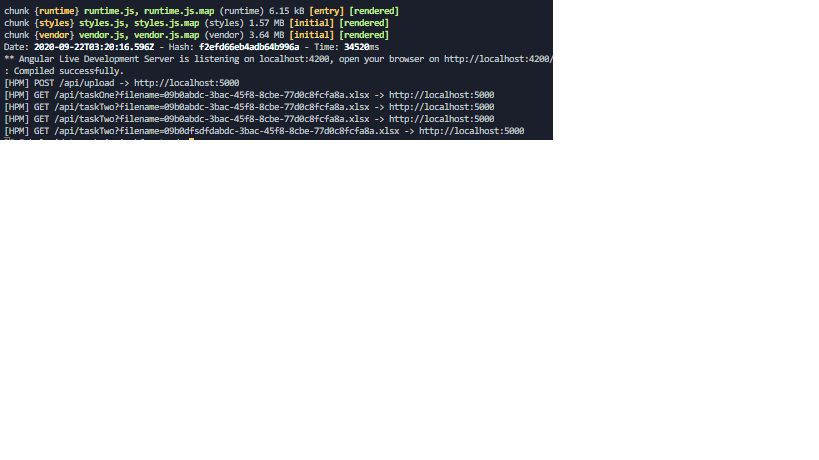 chunk {runtime} runtime.js, runtime.js.map (runtime) 6.15 kB [entry] [rendered]
chunk {styles} styles.js, styles.js.map (styles) 1.57 MB [initial] [rendered]
chunk {vendor} vendor.js, vendor.js.map (vendor) 3.64 MB [initial] [rendered]
Date: 2020-09-22T03:20:16.596Z - Hash: f2efd66eb4adb64b996a - Time: 34520ms
** Angular Live Development Server is listening on localhost:4200, open your browser on http://localhost:4200/
: Compiled successfully.
[HPM] POST /api/upload -> http://localhost:5000
[HPM] GET /api/taskOne?filename=09b0abdc-3bac-45f8-8cbe-77d0c8fcfa8a.xlsx -> http://localhost:5000
[HPM] GET /api/taskTwo?filename=09b0abdc-3bac-45f8-8cbe-77d0c8fcfa8a.xlsx -> http://localhost:5000
[HPM] GET /api/taskTwo?filename=09b0abdc-3bac-45f8-8cbe-77d0c8fcfa8a.xlsx -> http://localhost:5000
[HPM] GET /api/taskTwo?filename=09b0dfsdfdabdc-3bac-45f8-8cbe-77d0c8fcfa8a.xlsx -> http://localhost:5000